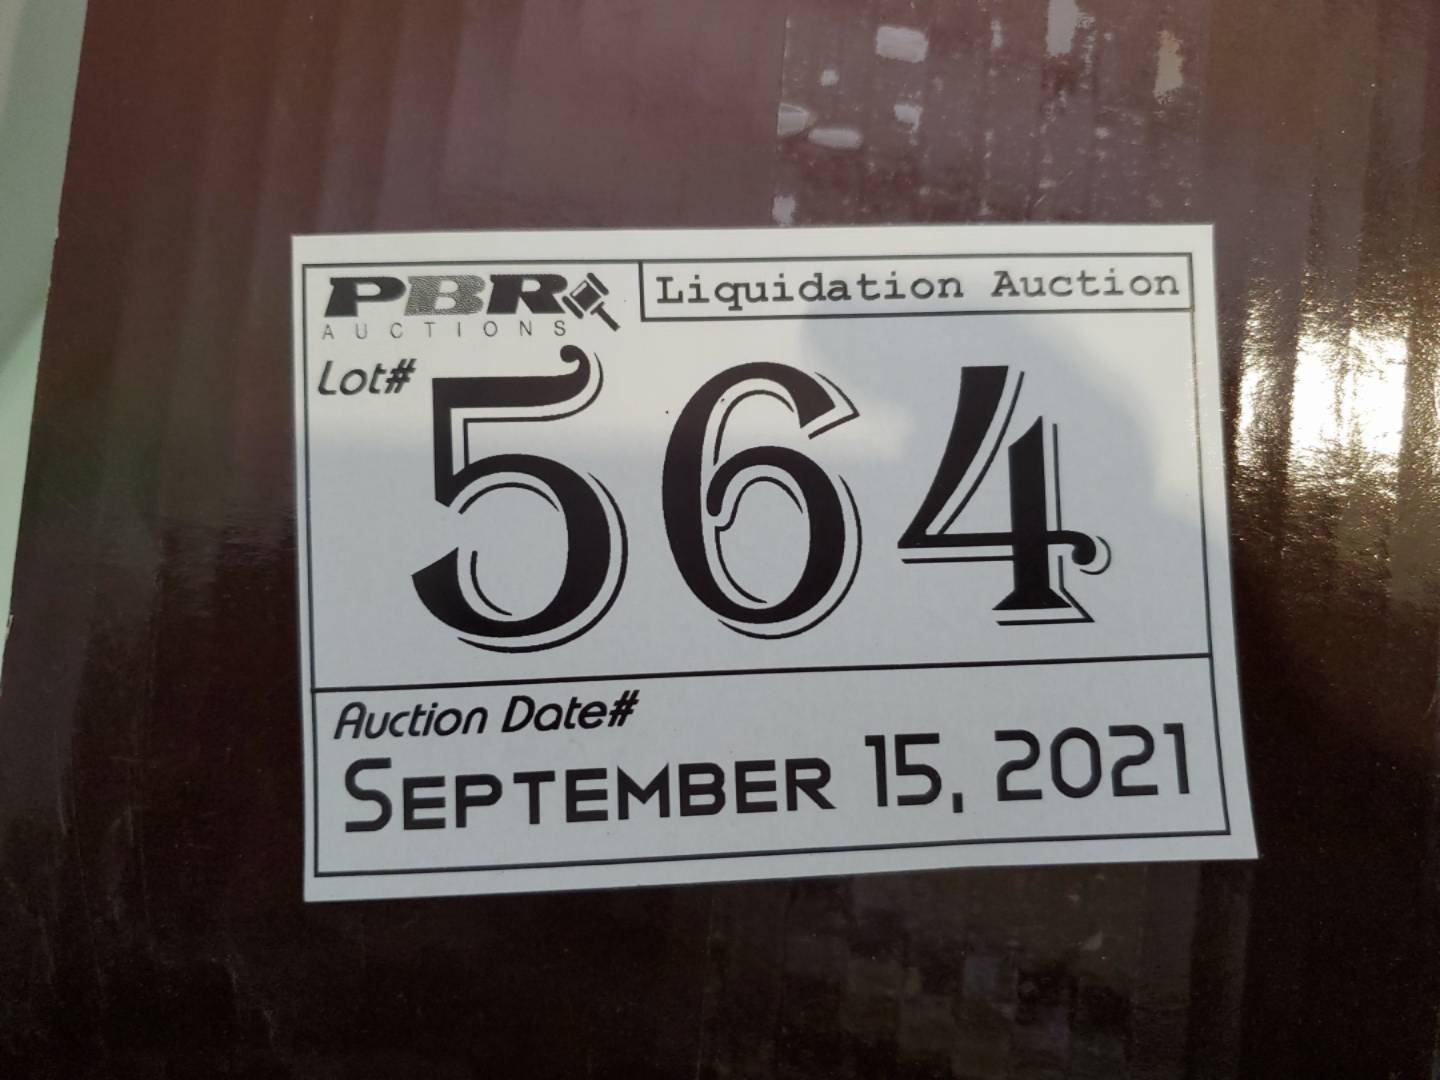 PBR
AUCTIONS
Liquidation Auction
Lot#
564
Auction Date#
SEPTEMBER 15, 2021